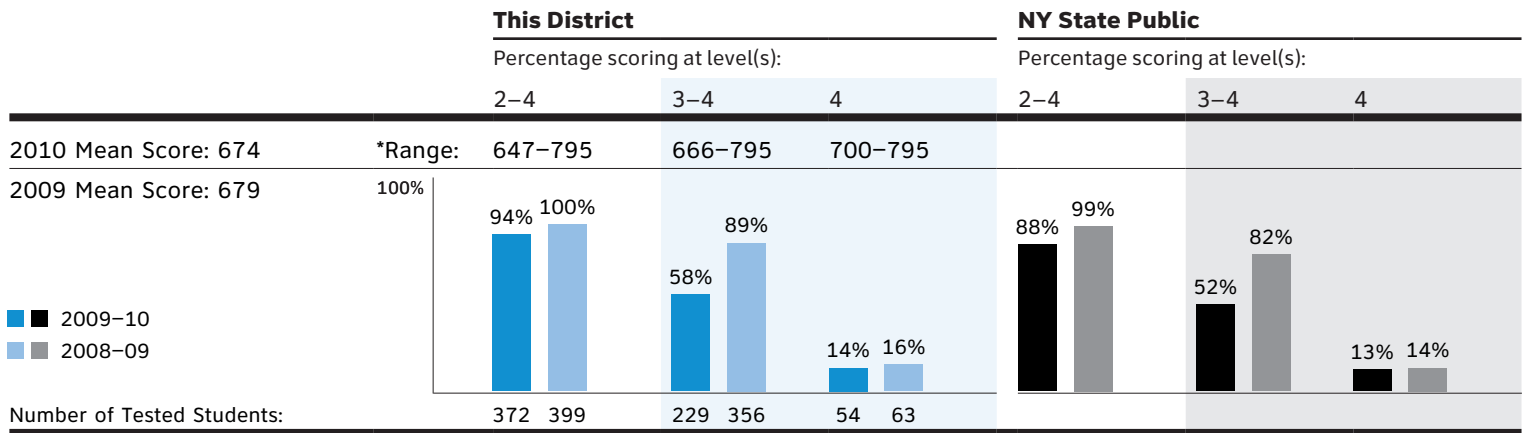 This District NY State Public
Percentage scoring at level(s): Percentage scoring at level(s):
2–4 3–4 4 2–4 3–4 4
2010 Mean Score: 674 *Range: 647–795 666–795 700–795
2009 Mean Score: 679 100%
94% 100% 58% 89% 14% 16% 88% 99% 52% 82% 13% 14%
2009–10
2008–09
Number of Tested Students: 372 399 229 356 54 63